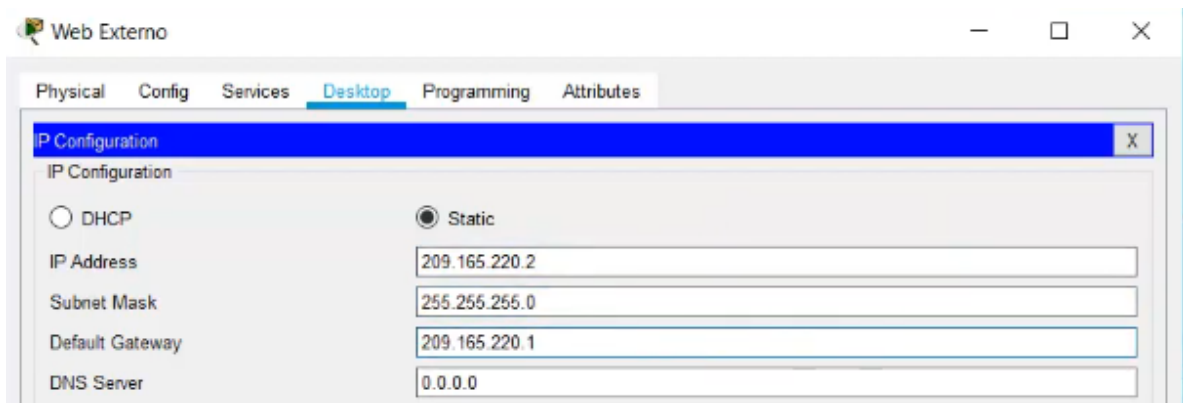 Web Externo
Physical Config Services Desktop Programming Attributes
IP Configuration X
IP Configuration
DHCP Static
IP Address 209.165.220.2
Subnet Mask 255.255.255.0
Default Gateway 209.165.220.1
DNS Server 0.0.0.0